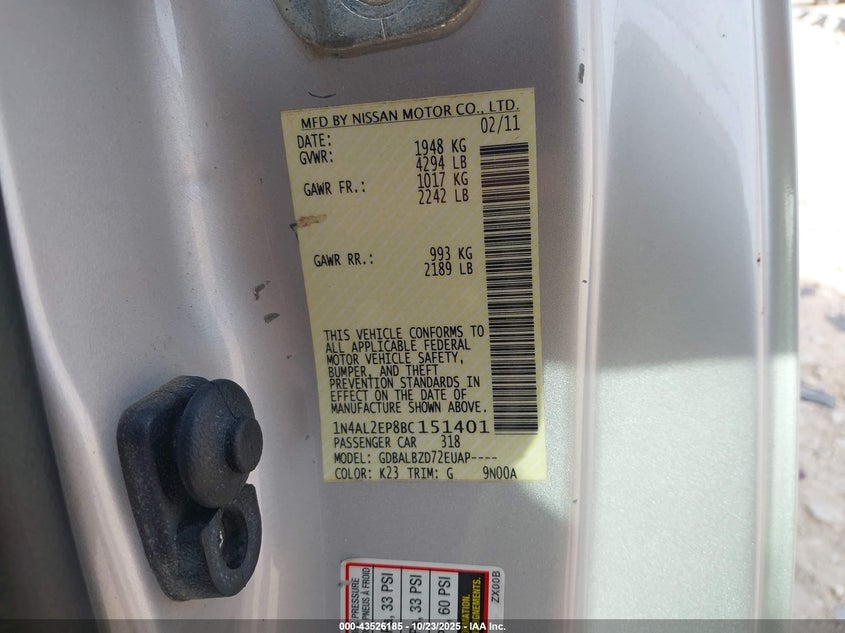 MFD BY NISSAN MOTOR CO., LTD.
DATE: 02/11
GVWR: 1948 KG
4294 LB
GAWR FR.: 1017 KG
2242 LB
GAWR RR.: 993 KG
2189 LB
THIS VEHICLE CONFORMS TO
ALL APPLICABLE FEDERAL
MOTOR VEHICLE SAFETY,
BUMPER, AND THEFT
PREVENTION STANDARDS IN
EFFECT ON THE DATE OF
MANUFACTURE SHOWN ABOVE.
1N4AL2EP8BC151401
PASSENGER CAR 318
MODEL: GDBALBZD72EUAP----
COLOR: K23 TRIM: G 9N00A
PRESSURE
PNEUS À FROID
33 PSI
33 PSI
60 PSI
ZX00B
000-43526185 - 10/23/2025 - IAA Inc.